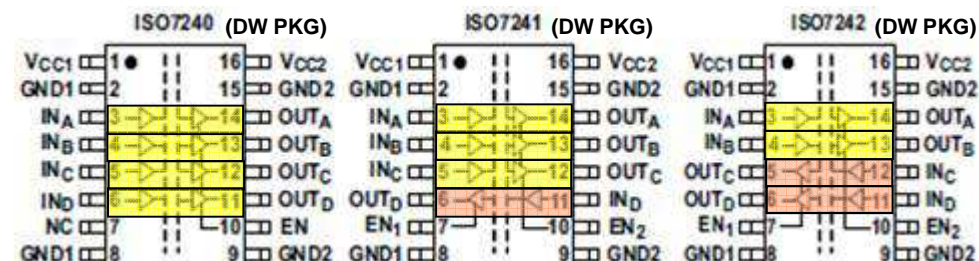 ISO7240 (DW PKG) ISO7241 (DW PKG) ISO7242 (DW PKG)
VCC1 1 16 VCC2 VCC1 1 16 VCC2 VCC1 1 16 VCC2
GND1 2 15 GND2 GND1 2 15 GND2 GND1 2 15 GND2
INA 3 14 OUTA INA 3 14 OUTA INA 3 14 OUTA
INB 4 13 OUTB INB 4 13 OUTB INB 4 13 OUTB
INC 5 12 OUTC INC 5 12 OUTC OUTC 5 12 INC
IND 6 11 OUTD OUTD 6 11 IND OUTD 6 11 IND
NC 7 10 EN EN1 7 10 EN2 EN1 7 10 EN2
GND1 8 9 GND2 GND1 8 9 GND2 GND1 8 9 GND2